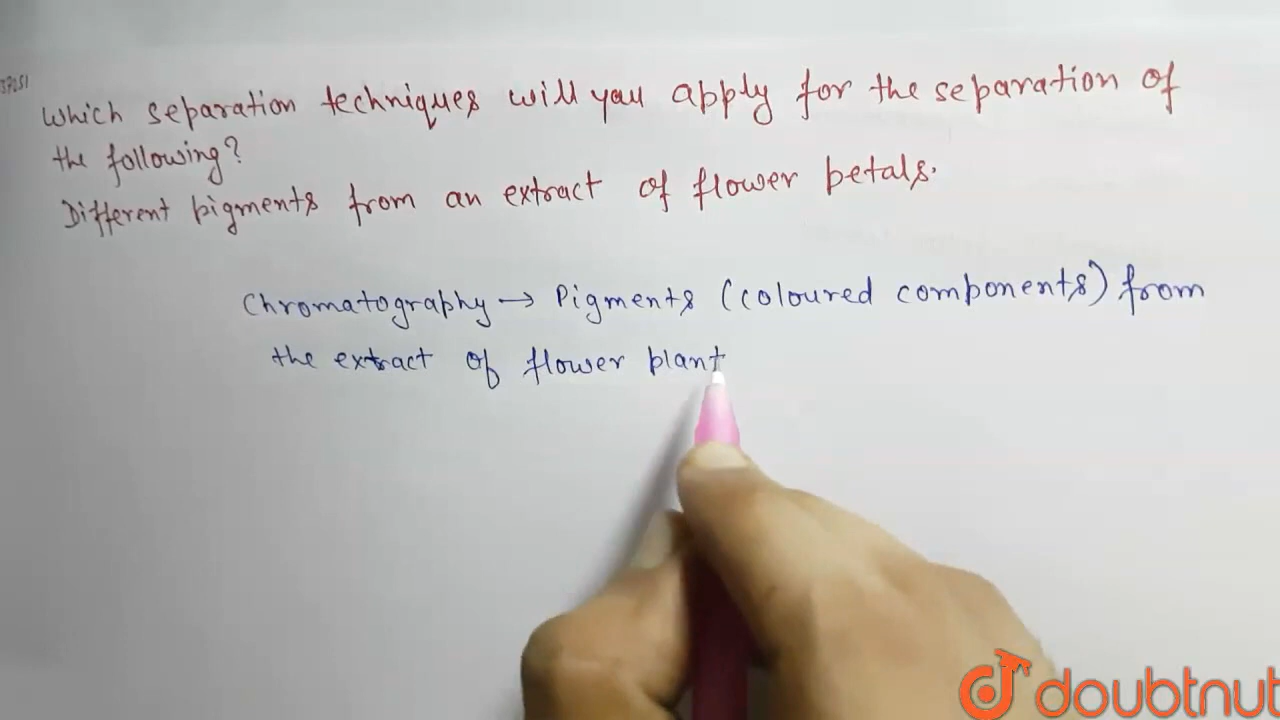 Which separation techniques will you apply for the separation of
the following?
Different pigments from an extract of flower petals.
Chromatography → Pigments (coloured components) from
the extract of flower plant
doubtnut